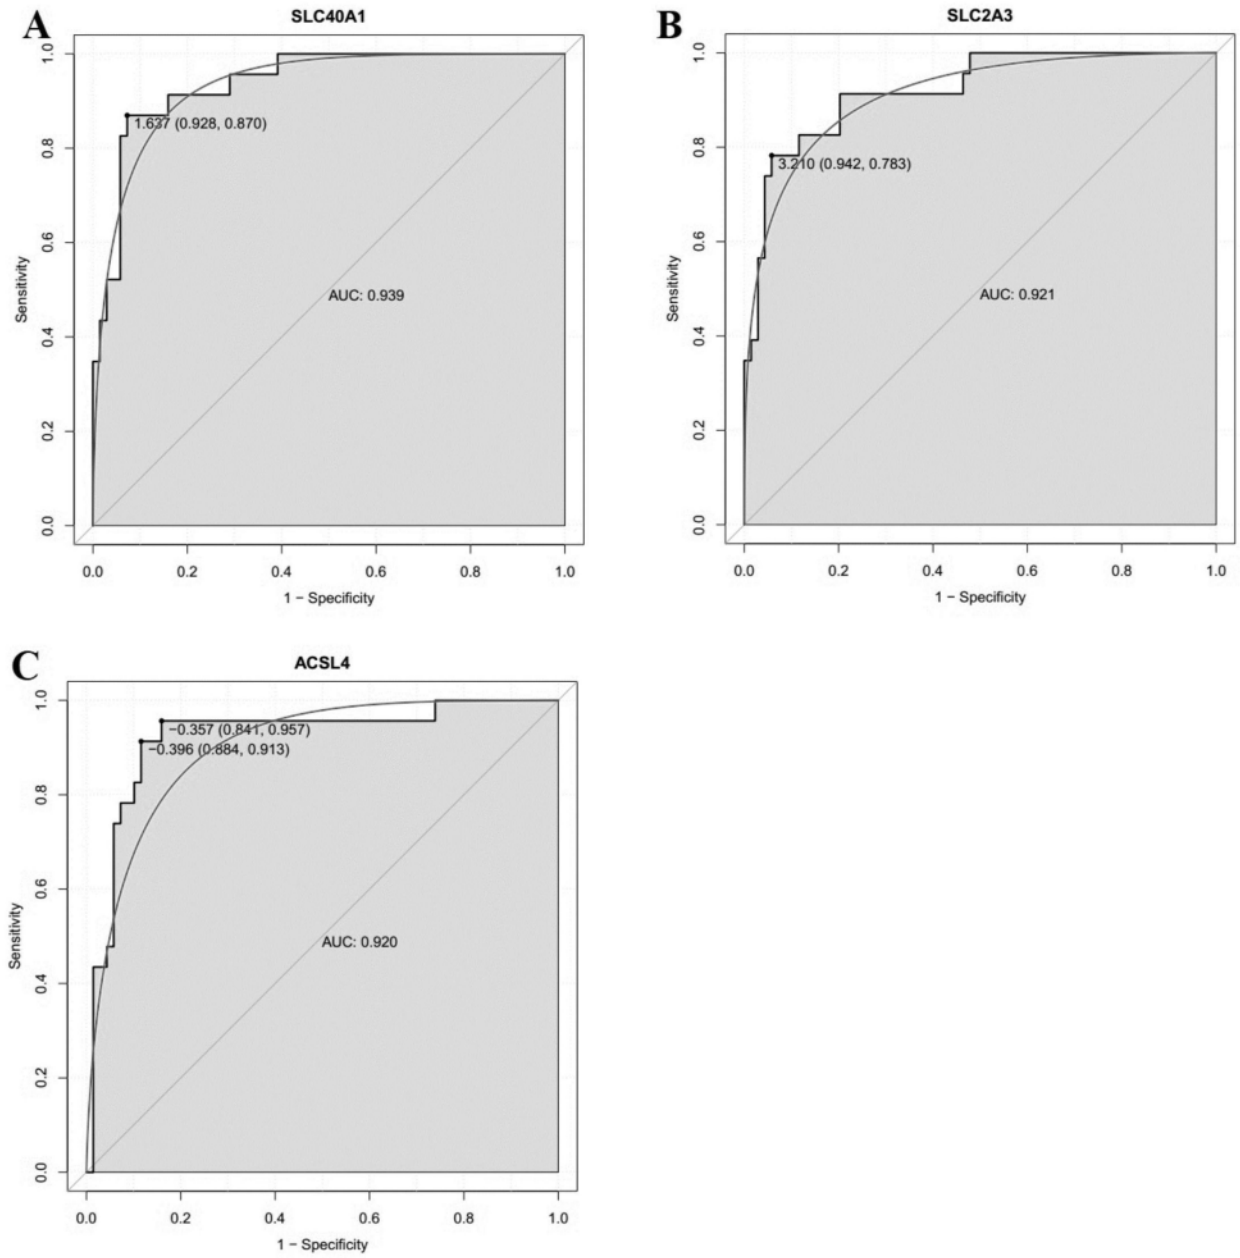 A
SLC40A1
1.0
0.8
0.6
0.4
0.2
0.0
Sensitivity
1.637 (0.928, 0.870)
AUC: 0.939
0.0 0.2 0.4 0.6 0.8 1.0
1 − Specificity
B
SLC2A3
1.0
0.8
0.6
0.4
0.2
0.0
Sensitivity
3.210 (0.942, 0.783)
AUC: 0.921
0.0 0.2 0.4 0.6 0.8 1.0
1 − Specificity
C
ACSL4
1.0
0.8
0.6
0.4
0.2
0.0
Sensitivity
−0.357 (0.841, 0.957)
−0.396 (0.884, 0.913)
AUC: 0.920
0.0 0.2 0.4 0.6 0.8 1.0
1 − Specificity